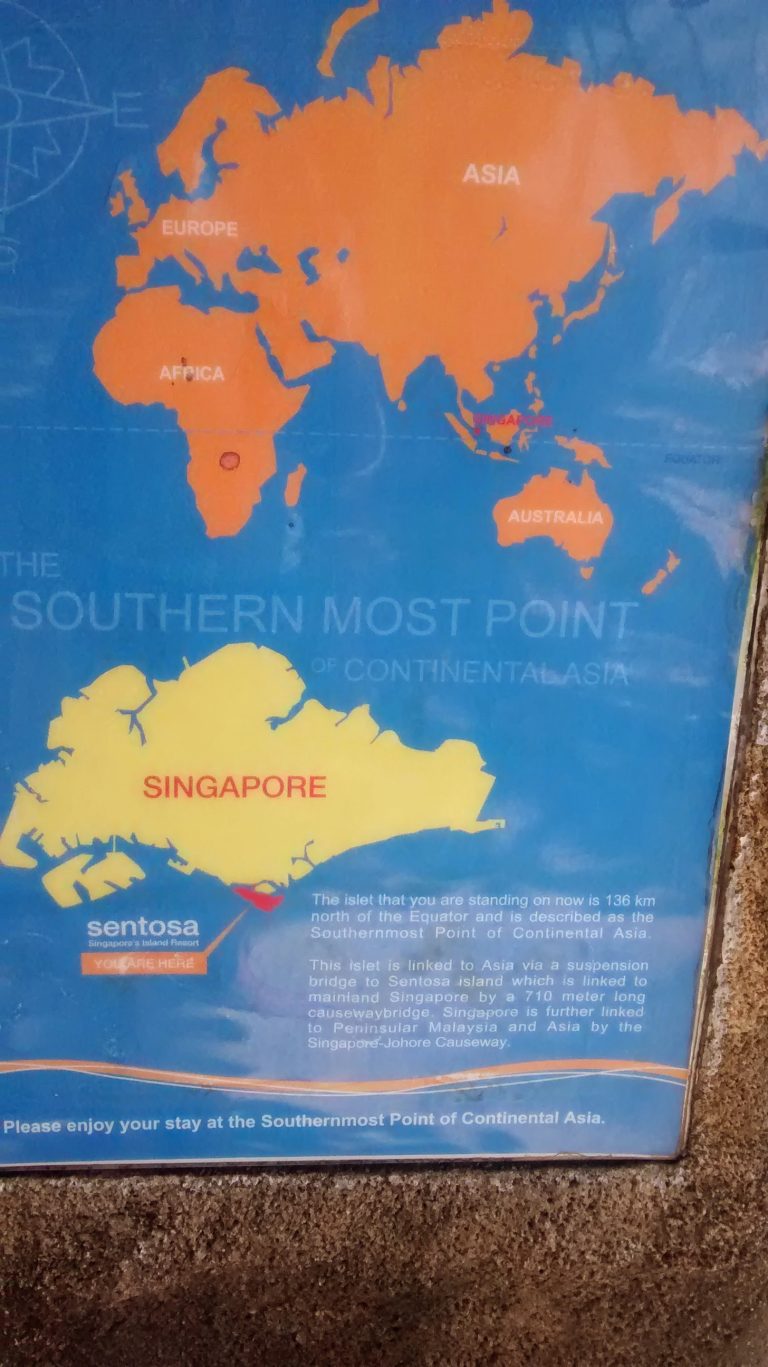 E
S
ASIA
EUROPE
AFRICA
SINGAPORE
EQUATOR
AUSTRALIA
THE
SOUTHERN MOST POINT
OF CONTINENTAL ASIA
SINGAPORE
sentosa
Singapore's Island Resort
YOU ARE HERE
The islet that you are standing on now is 136 km
north of the Equator and is described as the
Southernmost Point of Continental Asia.
This islet is linked to Asia via a suspension
bridge to Sentosa island which is linked to
mainland Singapore by a 710 meter long
causewaybridge. Singapore is further linked
to Peninsular Malaysia and Asia by the
Singapore-Johore Causeway.
Please enjoy your stay at the Southernmost Point of Continental Asia.